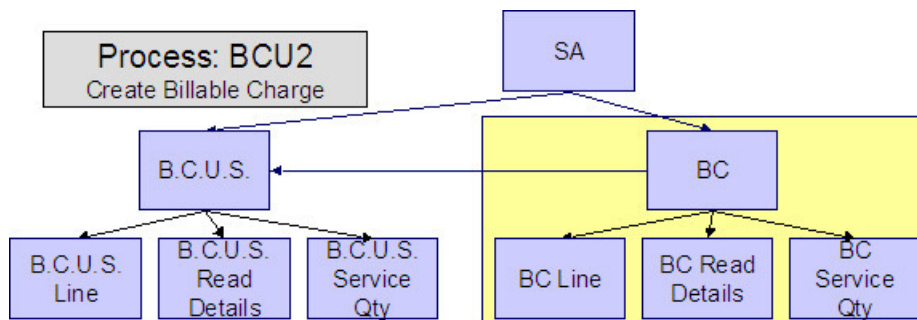 Process: BCU2
Create Billable Charge
SA
B.C.U.S.
BC
B.C.U.S.
Line
B.C.U.S.
Read
Details
B.C.U.S.
Service
Qty
BC Line
BC Read
Details
BC
Service
Qty